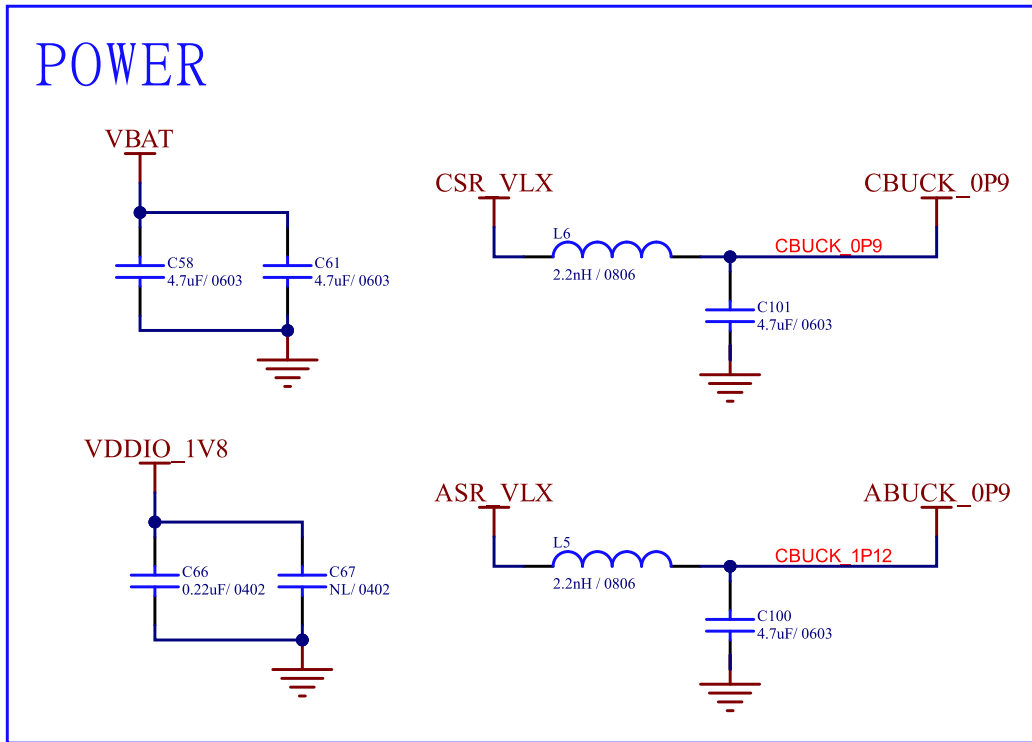 POWER
VBAT
C58
4.7uF/ 0603
C61
4.7uF/ 0603
CSR_VLX
L6
2.2nH / 0806
CBUCK_0P9
CBUCK_0P9
C101
4.7uF/ 0603
VDDIO_1V8
C66
0.22uF/ 0402
C67
NL/ 0402
ASR_VLX
L5
2.2nH / 0806
CBUCK_1P12
ABUCK_0P9
C100
4.7uF/ 0603